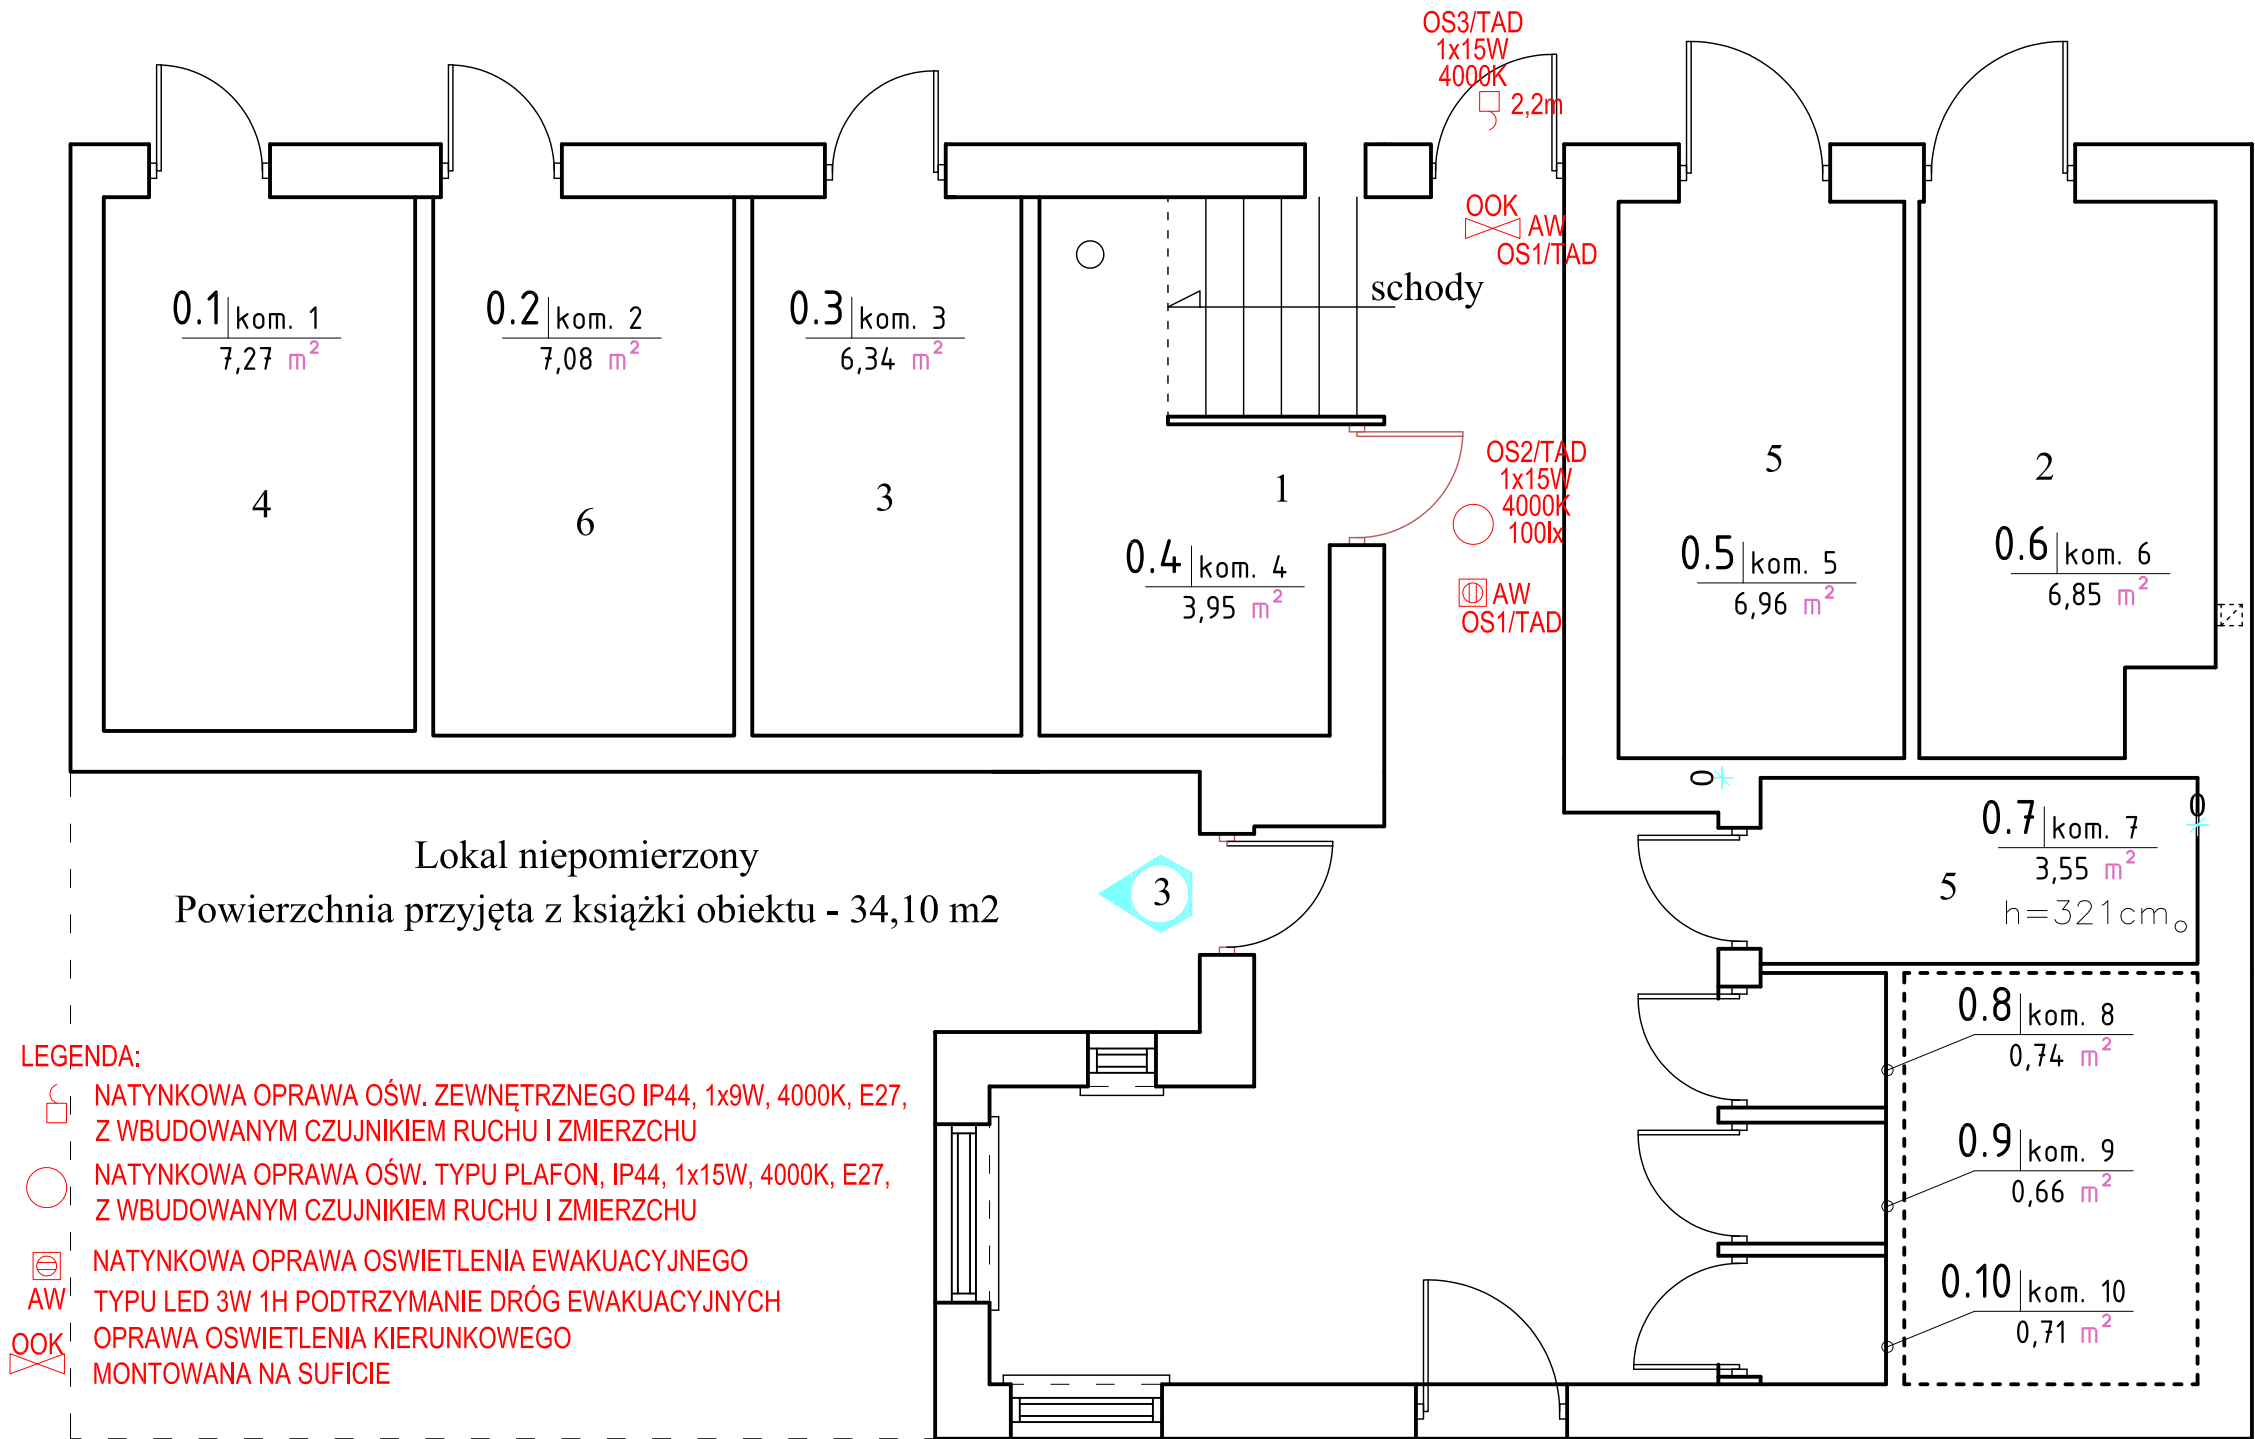 OS3/TAD
1x15W
4000K
2,2m
OOK
AW
OS1/TAD
schody
0.1 kom. 1
7,27 m²
0.2 kom. 2
7,08 m²
0.3 kom. 3
6,34 m²
4
6
3
1
0.4 kom. 4
3,95 m²
OS2/TAD
1x15W
4000K
100lx
AW
OS1/TAD
5
0.5 kom. 5
6,96 m²
2
0.6 kom. 6
6,85 m²
0
0
0.7 kom. 7
3,55 m²
5
h=321cm
Lokal niepomierzony
Powierzchnia przyjęta z książki obiektu - 34,10 m2
3
0.8 kom. 8
0,74 m²
0.9 kom. 9
0,66 m²
0.10 kom. 10
0,71 m²
LEGENDA:
NATYNKOWA OPRAWA OŚW. ZEWNĘTRZNEGO IP44, 1x9W, 4000K, E27,
Z WBUDOWANYM CZUJNIKIEM RUCHU I ZMIERZCHU
NATYNKOWA OPRAWA OŚW. TYPU PLAFON, IP44, 1x15W, 4000K, E27,
Z WBUDOWANYM CZUJNIKIEM RUCHU I ZMIERZCHU
NATYNKOWA OPRAWA OSWIETLENIA EWAKUACYJNEGO
AW TYPU LED 3W 1H PODTRZYMANIE DRÓG EWAKUACYJNYCH
OOK OPRAWA OSWIETLENIA KIERUNKOWEGO
MONTOWANA NA SUFICIE